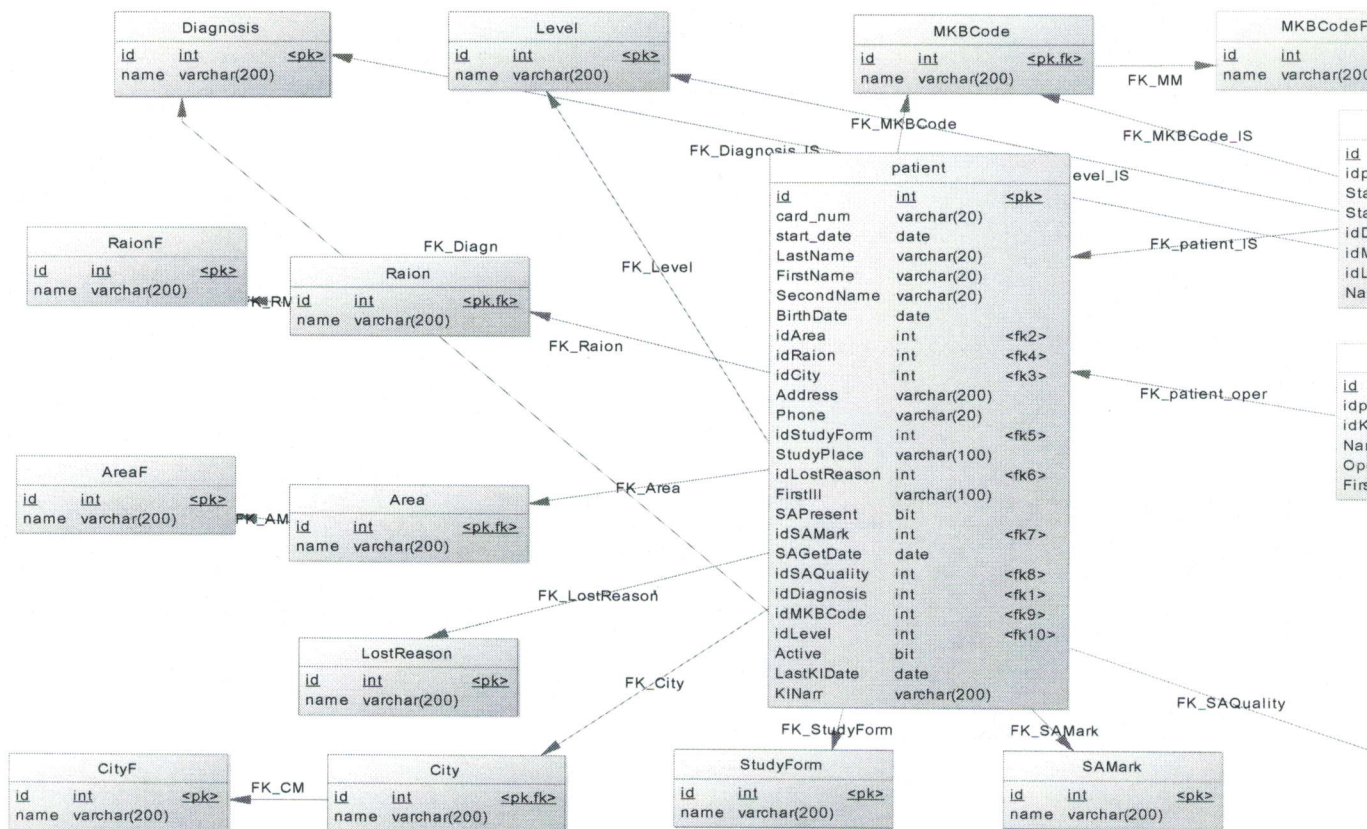 Diagnosis
id int <pk>
name varchar(200)
Level
id int <pk>
name varchar(200)
MKBCode
id int <pk,fk>
name varchar(200)
FK_MM
id int
FK_MKBCode
FK_MKBCode_IS
FK_Diagnosis_IS
FK_patient_IS
patient
id int <pk>
card_num varchar(20)
start_date date
LastName varchar(20)
FirstName varchar(20)
SecondName varchar(20)
BirthDate date
idArea int <fk2>
idRaion int <fk4>
idCity int <fk3>
Address varchar(200)
Phone varchar(20)
idStudyForm int <fk5>
StudyPlace varchar(100)
idLostReason int <fk6>
FirstIll varchar(100)
SAPresent bit
idSAMark int <fk7>
SAGetDate date
idSAQuality int <fk8>
idDiagnosis int <fk1>
idMKBCode int <fk9>
idLevel int <fk10>
Active bit
LastKIDate date
KINarr varchar(200)
RaionF
id int <pk>
name varchar(200)
FK_Diagn
FK_Level
Raion
id int <pk,fk>
name varchar(200)
FK_Raion
FK_patient_oper
id
id
AreaF
id int <pk>
name varchar(200)
Area
id int <pk,fk>
name varchar(200)
FK_Area
FK_AM
FK_LostReason
LostReason
id int <pk>
name varchar(200)
FK_City
FK_SAQuality
FK_StudyForm
FK_SAMark
CityF
id int <pk>
name varchar(200)
FK_CM
City
id int <pk,fk>
name varchar(200)
StudyForm
id int <pk>
name varchar(200)
SAMark
id int <pk>
name varchar(200)